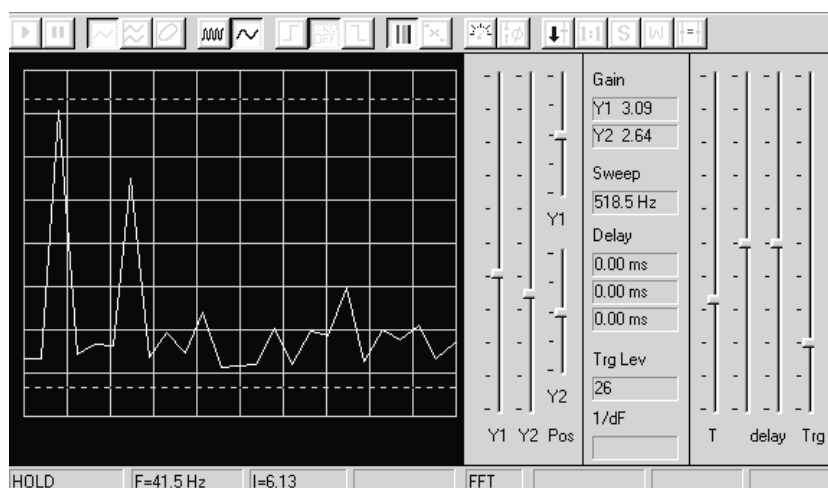 1:1 S W
Gain
Y1 3.09
Y2 2.64
Sweep
518.5 Hz
Delay
0.00 ms
0.00 ms
0.00 ms
Trg Lev
26
1/dF
Y1
Y2
Y1 Y2 Pos
T delay Trg
HOLD F=41.5 Hz I=6.13 FFT